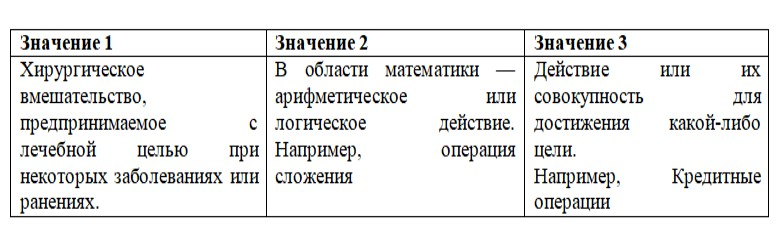 Значение 1
Значение 2
Значение 3
Хирургическое
вмешательство,
предпринимаемое с
лечебной целью при
некоторых заболеваниях или
ранениях.
В области математики —
арифметическое или
логическое действие.
Например, операция
сложения
Действие или их
совокупность для
достижения какой-либо
цели.
Например, Кредитные
операции